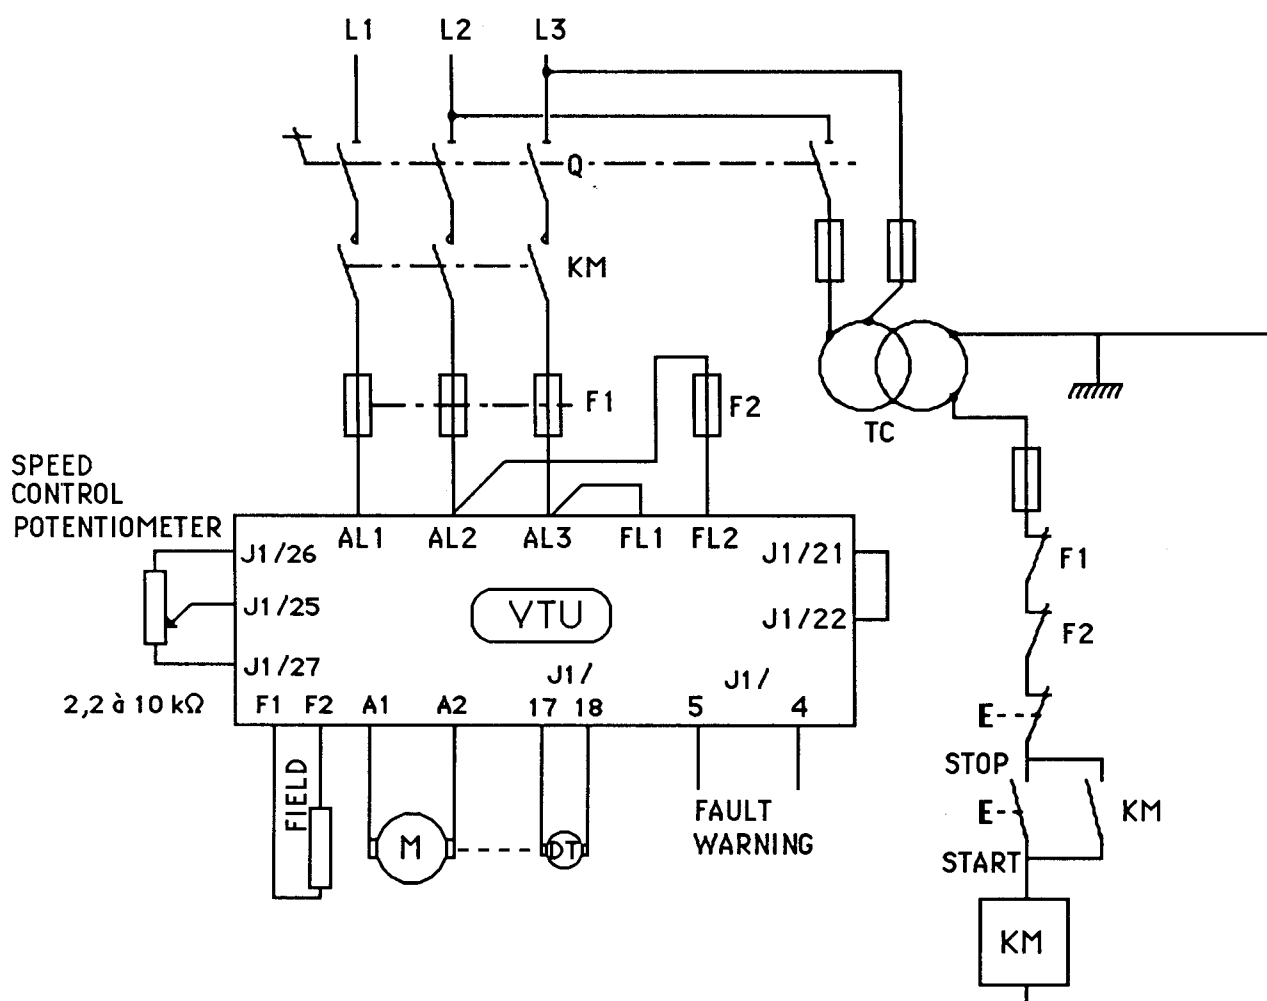 L1 L2 L3
Q
KM
F1
F2
TC
SPEED
CONTROL
POTENTIOMETER
AL1 AL2 AL3 FL1 FL2
J1/26
J1/21
F1
J1/25
VTU
J1/22
F2
J1/27
J1/
J1/
2,2 à 10 kΩ
F1 F2 A1 A2 17 18 5 4
E
STOP
FIELD
FAULT
WARNING
E
KM
M
DT
START
KM